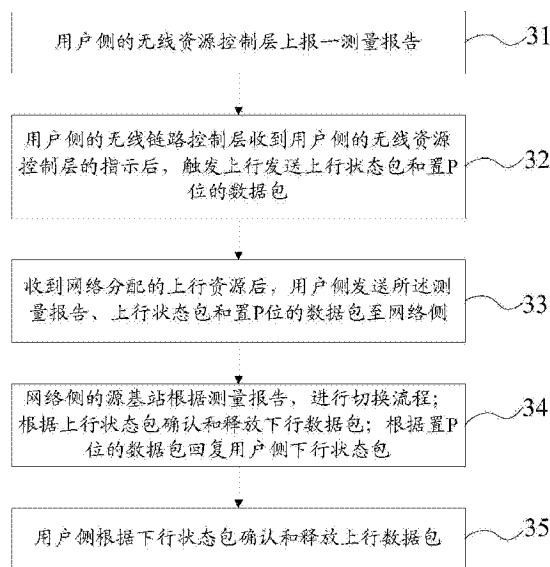 用户侧的无线资源控制层上报一测量报告
31
用户侧的无线链路控制层收到用户侧的无线资源
控制层的指示后，触发上行发送上行状态包和置P
位的数据包
32
收到网络分配的上行资源后，用户侧发送所述测
量报告、上行状态包和置P位的数据包至网络侧
33
网络侧的源基站根据测量报告，进行切换流程；
根据上行状态包确认和释放下行数据包；根据置P
位的数据包回复用户侧下行状态包
34
用户侧根据下行状态包确认和释放上行数据包
35